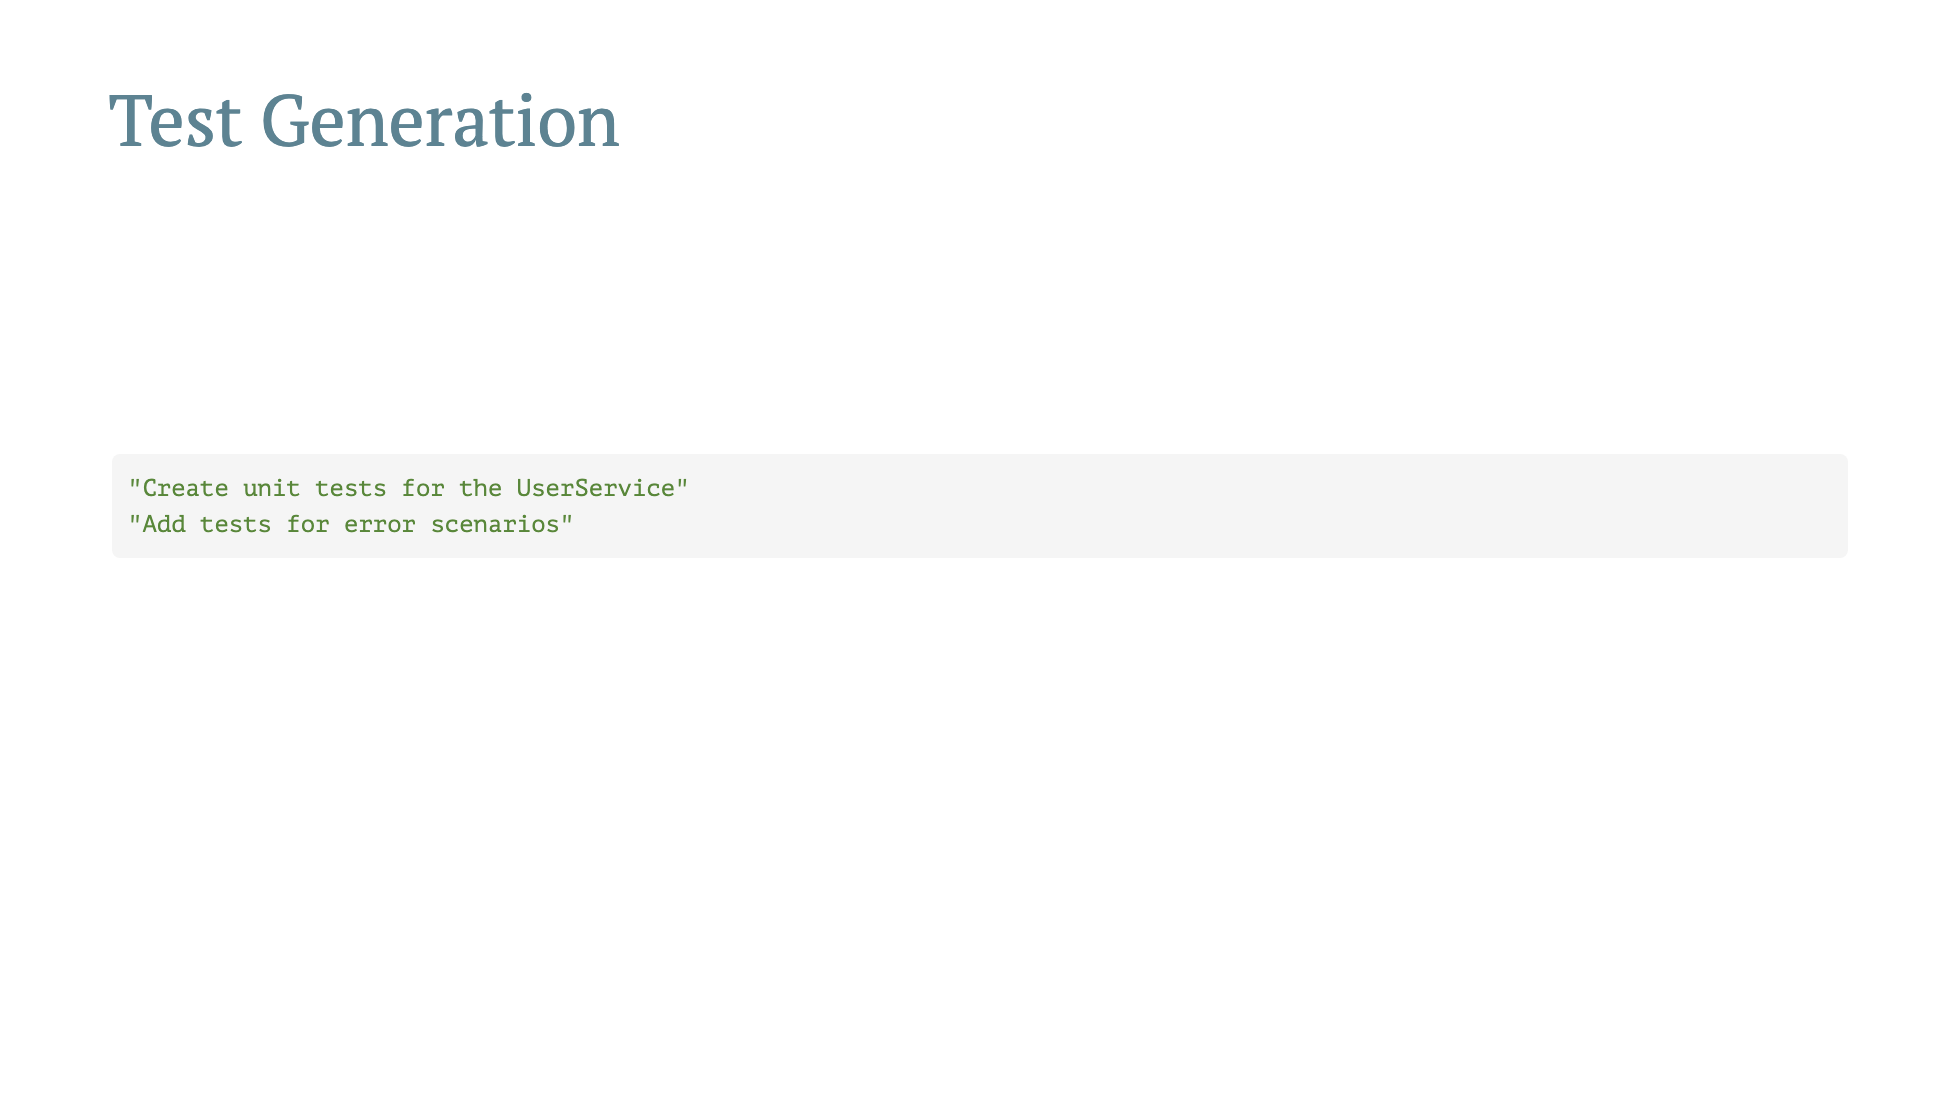 Test Generation
"Create unit tests for the UserService"
"Add tests for error scenarios"